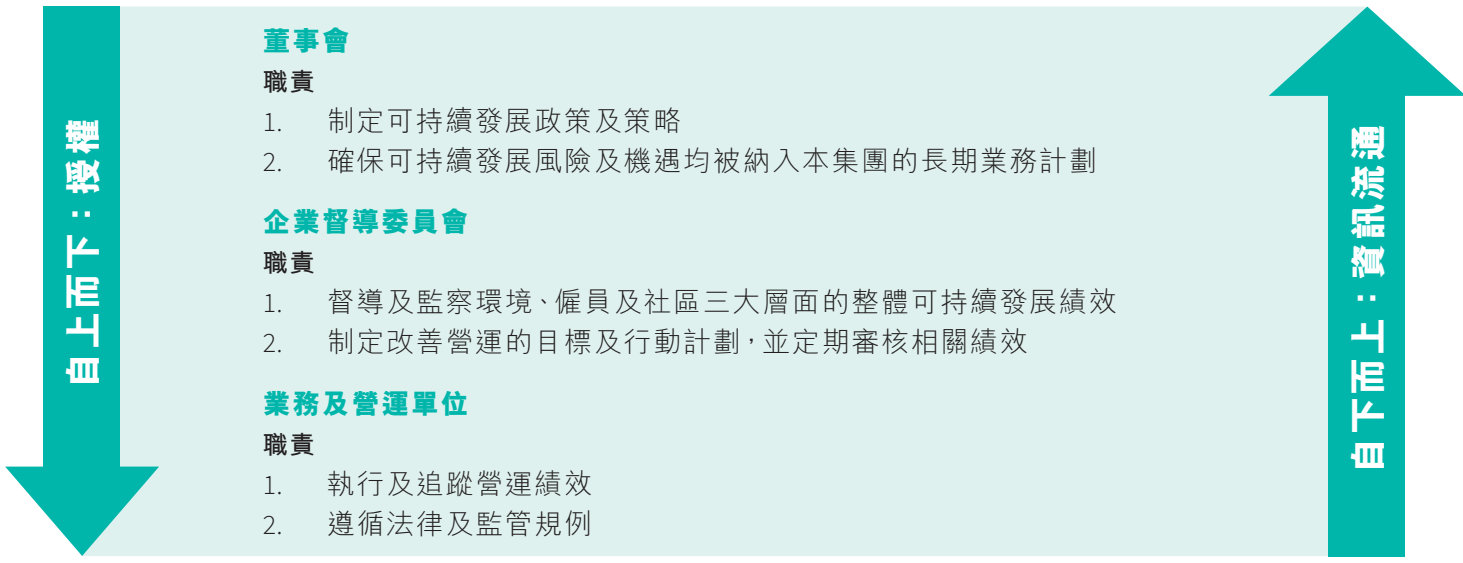 自上而下：授權
董事會
職責
1. 制定可持續發展政策及策略
2. 確保可持續發展風險及機遇均被納入本集團的長期業務計劃
企業督導委員會
職責
1. 督導及監察環境、僱員及社區三大層面的整體可持續發展績效
2. 制定改善營運的目標及行動計劃，並定期審核相關績效
業務及營運單位
職責
1. 執行及追蹤營運績效
2. 遵循法律及監管規例
自下而上：資訊流通